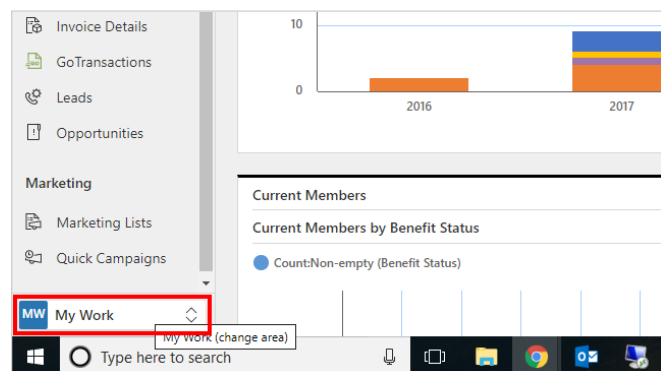 Invoice Details
GoTransactions
Leads
Opportunities
Marketing
Marketing Lists
Quick Campaigns
MW My Work
My Work (change area)
10
0
2016 2017
Current Members
Current Members by Benefit Status
Count:Non-empty (Benefit Status)
Type here to search